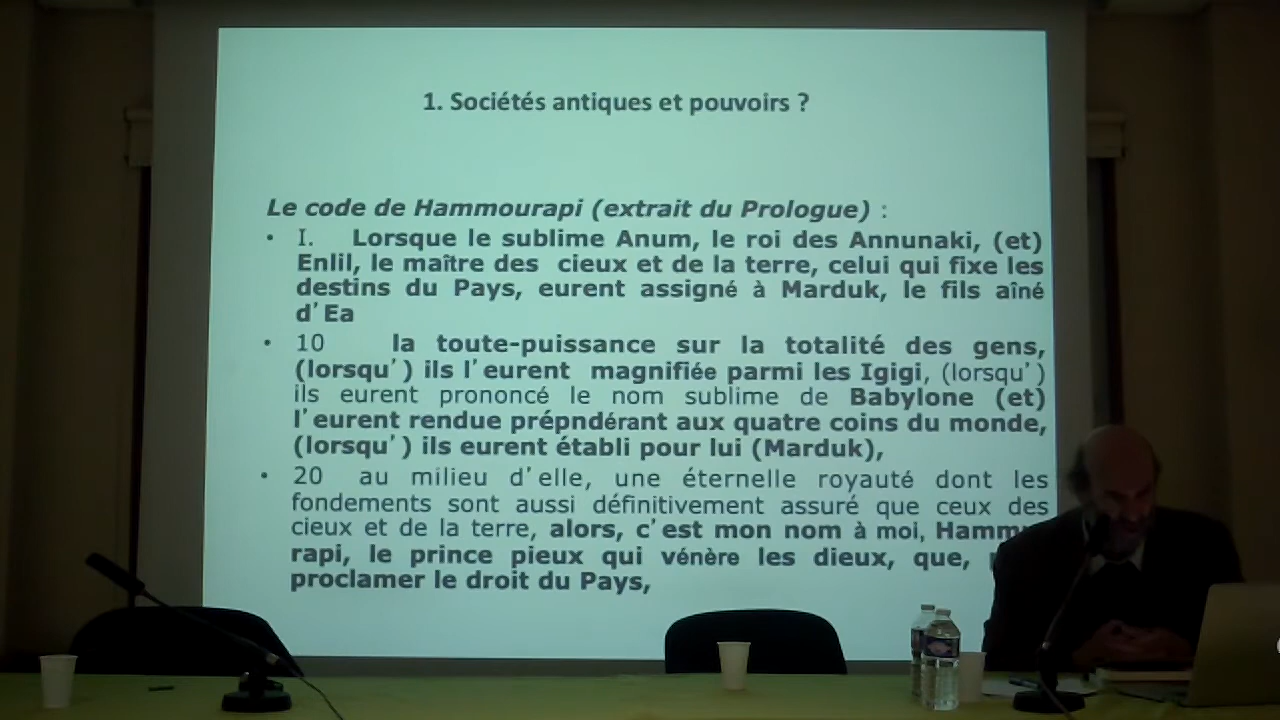 1. Sociétés antiques et pouvoirs ?
Le code de Hammourapi (extrait du Prologue) :
• I. Lorsque le sublime Anum, le roi des Annunaki, (et)
Enlil, le maître des cieux et de la terre, celui qui fixe les
destins du Pays, eurent assigné à Marduk, le fils aîné
d'Ea
• 10 la toute-puissance sur la totalité des gens,
(lorsqu') ils l'eurent magnifiée parmi les Igigi, (lorsqu')
ils eurent prononcé le nom sublime de Babylone (et)
l'eurent rendue prépndérant aux quatre coins du monde,
(lorsqu') ils eurent établi pour lui (Marduk),
• 20 au milieu d'elle, une éternelle royauté dont les
fondements sont aussi définitivement assuré que ceux des
cieux et de la terre, alors, c'est mon nom à moi,
rapi, le prince pieux qui vénère les dieux, que,
proclamer le droit du Pays,